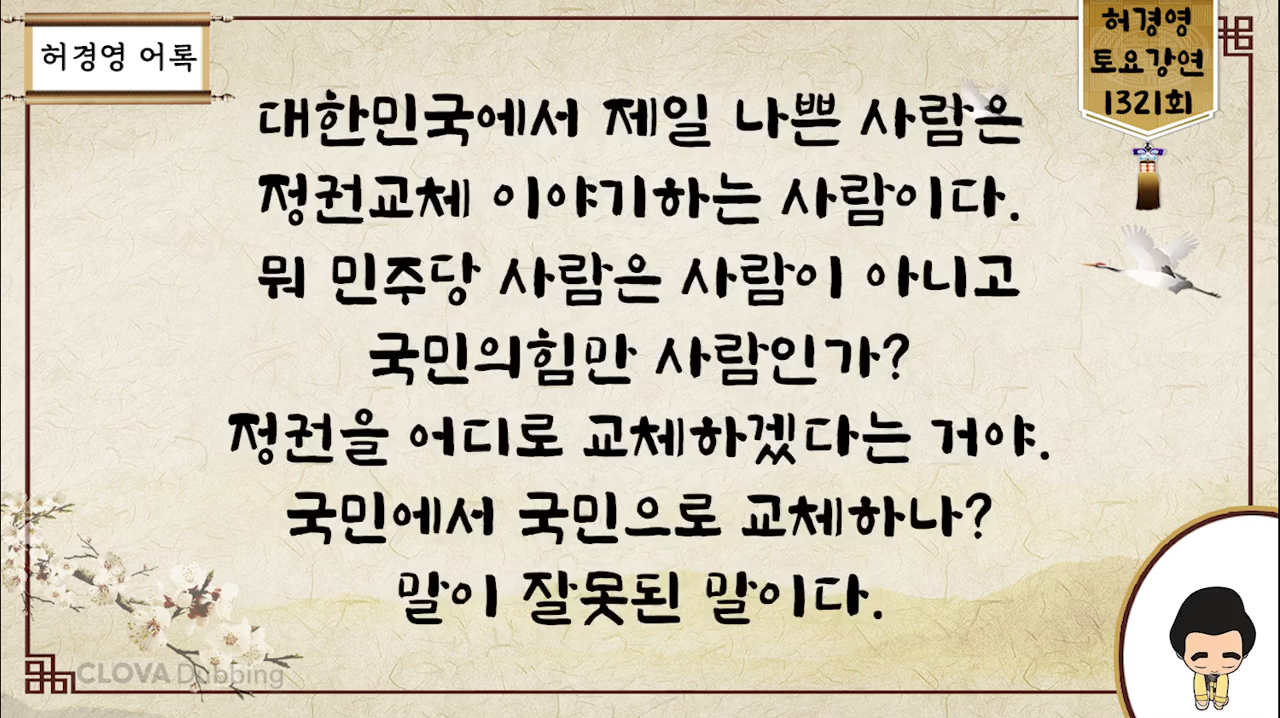 허경영 어록
허경영
토요강연
1321회
대한민국에서 제일 나쁜 사람은
정권교체 이야기하는 사람이다.
뭐 민주당 사람은 사람이 아니고
국민의힘만 사람인가?
정권을 어디로 교체하겠다는 거야.
국민에서 국민으로 교체하나?
말이 잘못된 말이다.
CLOVA Dubbing